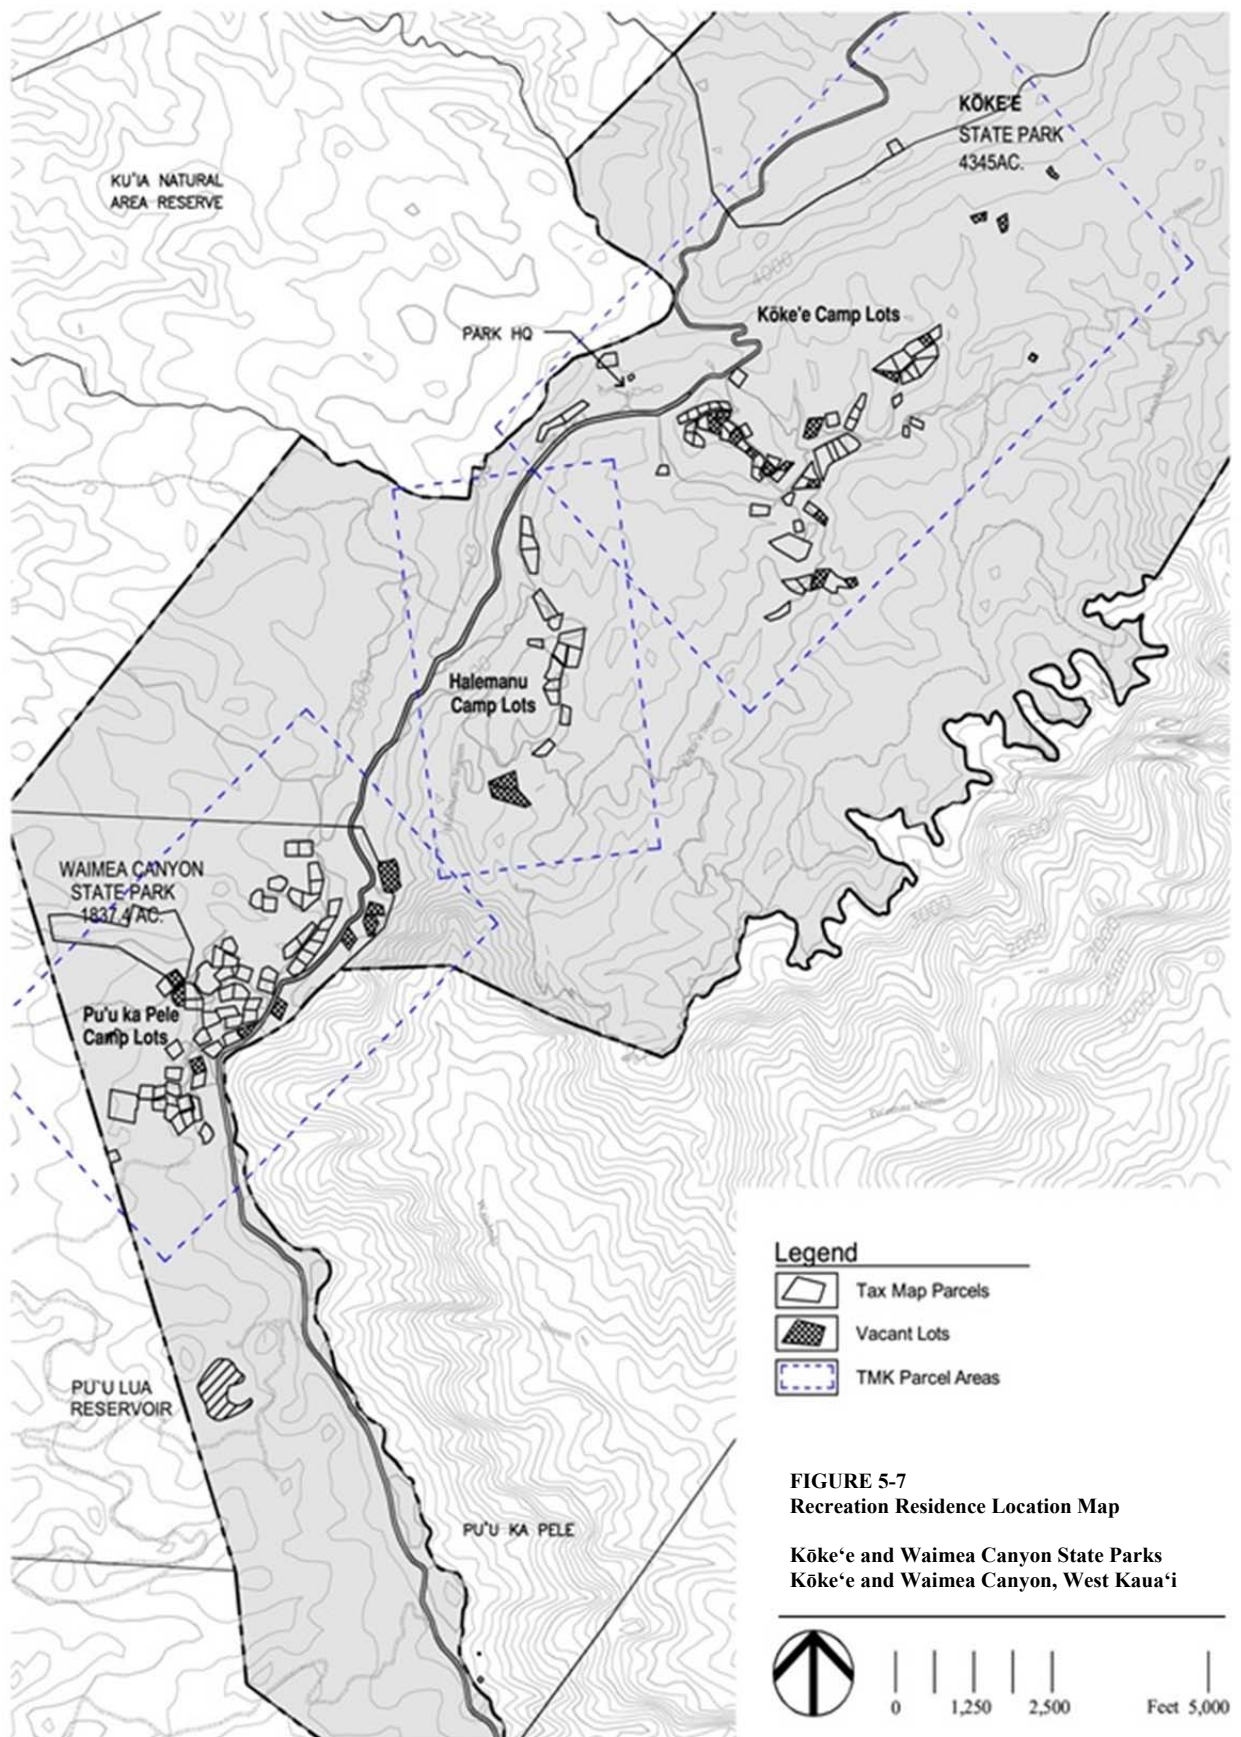 KŌKE'E
STATE PARK
4345AC.
KU'IA NATURAL
AREA RESERVE
4000
Kōke'e Camp Lots
PARK HQ
Halemanu
Camp Lots
WAIMEA CANYON
STATE PARK
1837.4 AC.
Pu'u ka Pele
Camp Lots
3000
PU'U LUA
RESERVOIR
PU'U KA PELE
Legend
Tax Map Parcels
Vacant Lots
TMK Parcel Areas
FIGURE 5-7
Recreation Residence Location Map
Kōke‘e and Waimea Canyon State Parks
Kōke‘e and Waimea Canyon, West Kaua‘i
0 1,250 2,500 Feet 5,000